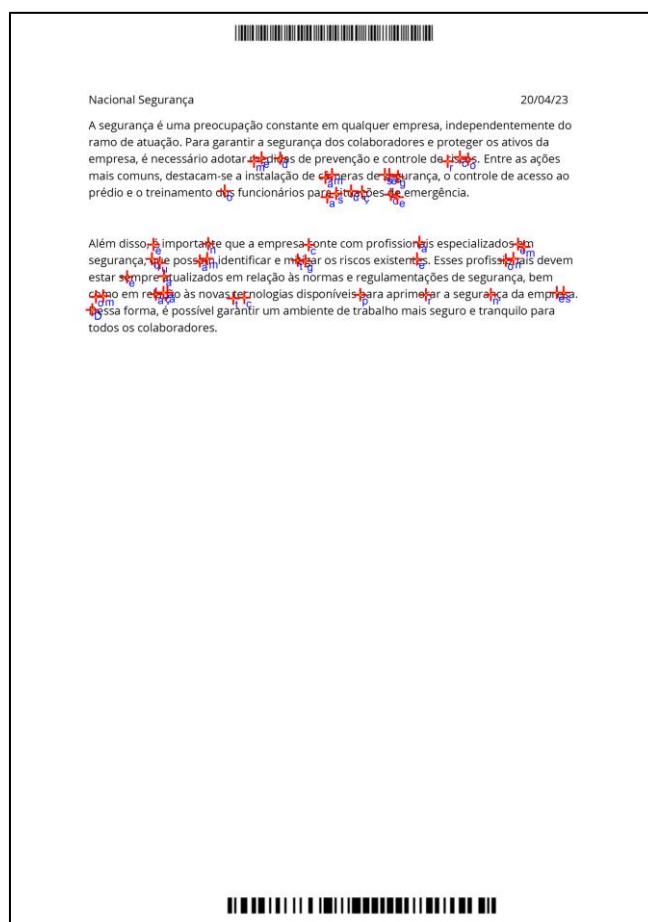 Nacional Segurança 20/04/23
A segurança é uma preocupação constante em qualquer empresa, independentemente do
ramo de atuação. Para garantir a segurança dos colaboradores e proteger os ativos da
empresa, é necessário adotar medidas de prevenção e controle de riscos. Entre as ações
mais comuns, destacam-se a instalação de câmeras de segurança, o controle de acesso ao
prédio e o treinamento dos funcionários para situações de emergência.
Além disso, é importante que a empresa conte com profissionais especializados em
segurança, que possam identificar e mitigar os riscos existentes. Esses profissionais devem
estar sempre atualizados em relação às normas e regulamentações de segurança, bem
como em relação às novas tecnologias disponíveis para aprimorar a segurança da empresa.
Dessa forma, é possível garantir um ambiente de trabalho mais seguro e tranquilo para
todos os colaboradores.